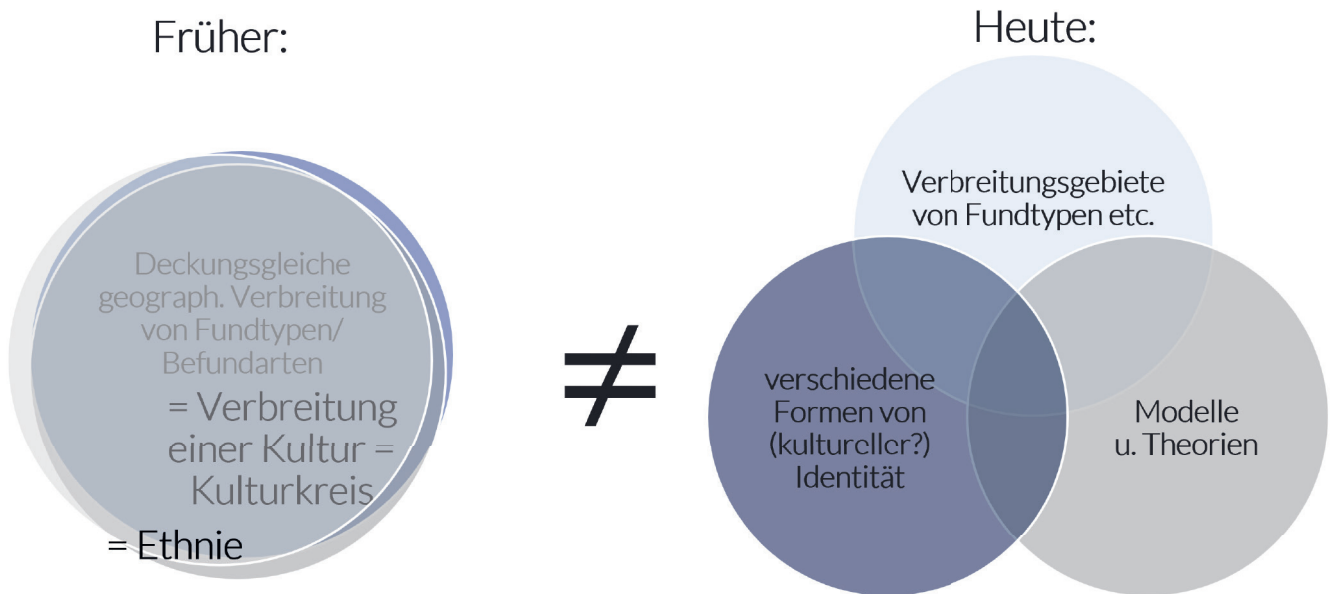 Früher:
Deckungsgleiche
geograph. Verbreitung
von Fundtypen/
Befundarten
= Verbreitung
einer Kultur =
Kulturkreis
= Ethnie
≠
Heute:
Verbreitungsgebiete
von Fundtypen etc.
verschiedene
Formen von
(kultureller?)
Identität
Modelle
u. Theorien